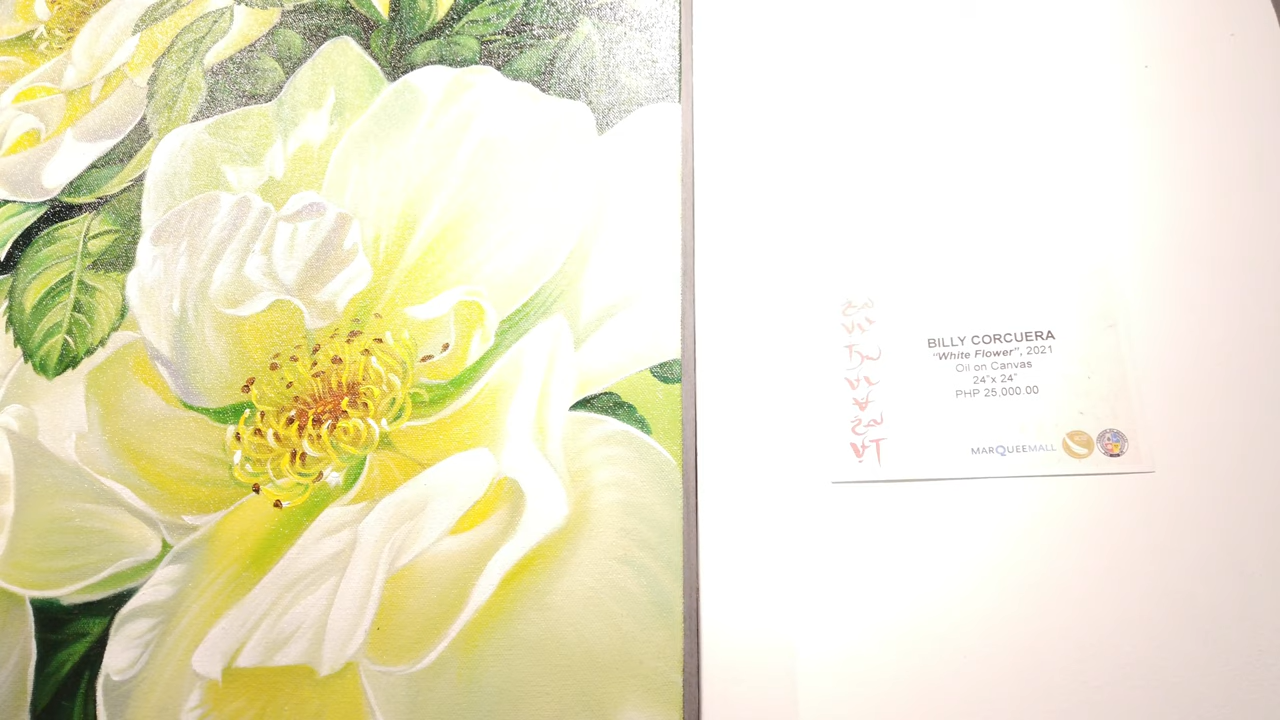 BILLY CORCUERA
"White Flower", 2021
Oil on Canvas
24"x 24"
PHP 25,000.00
MARQUEEMALL